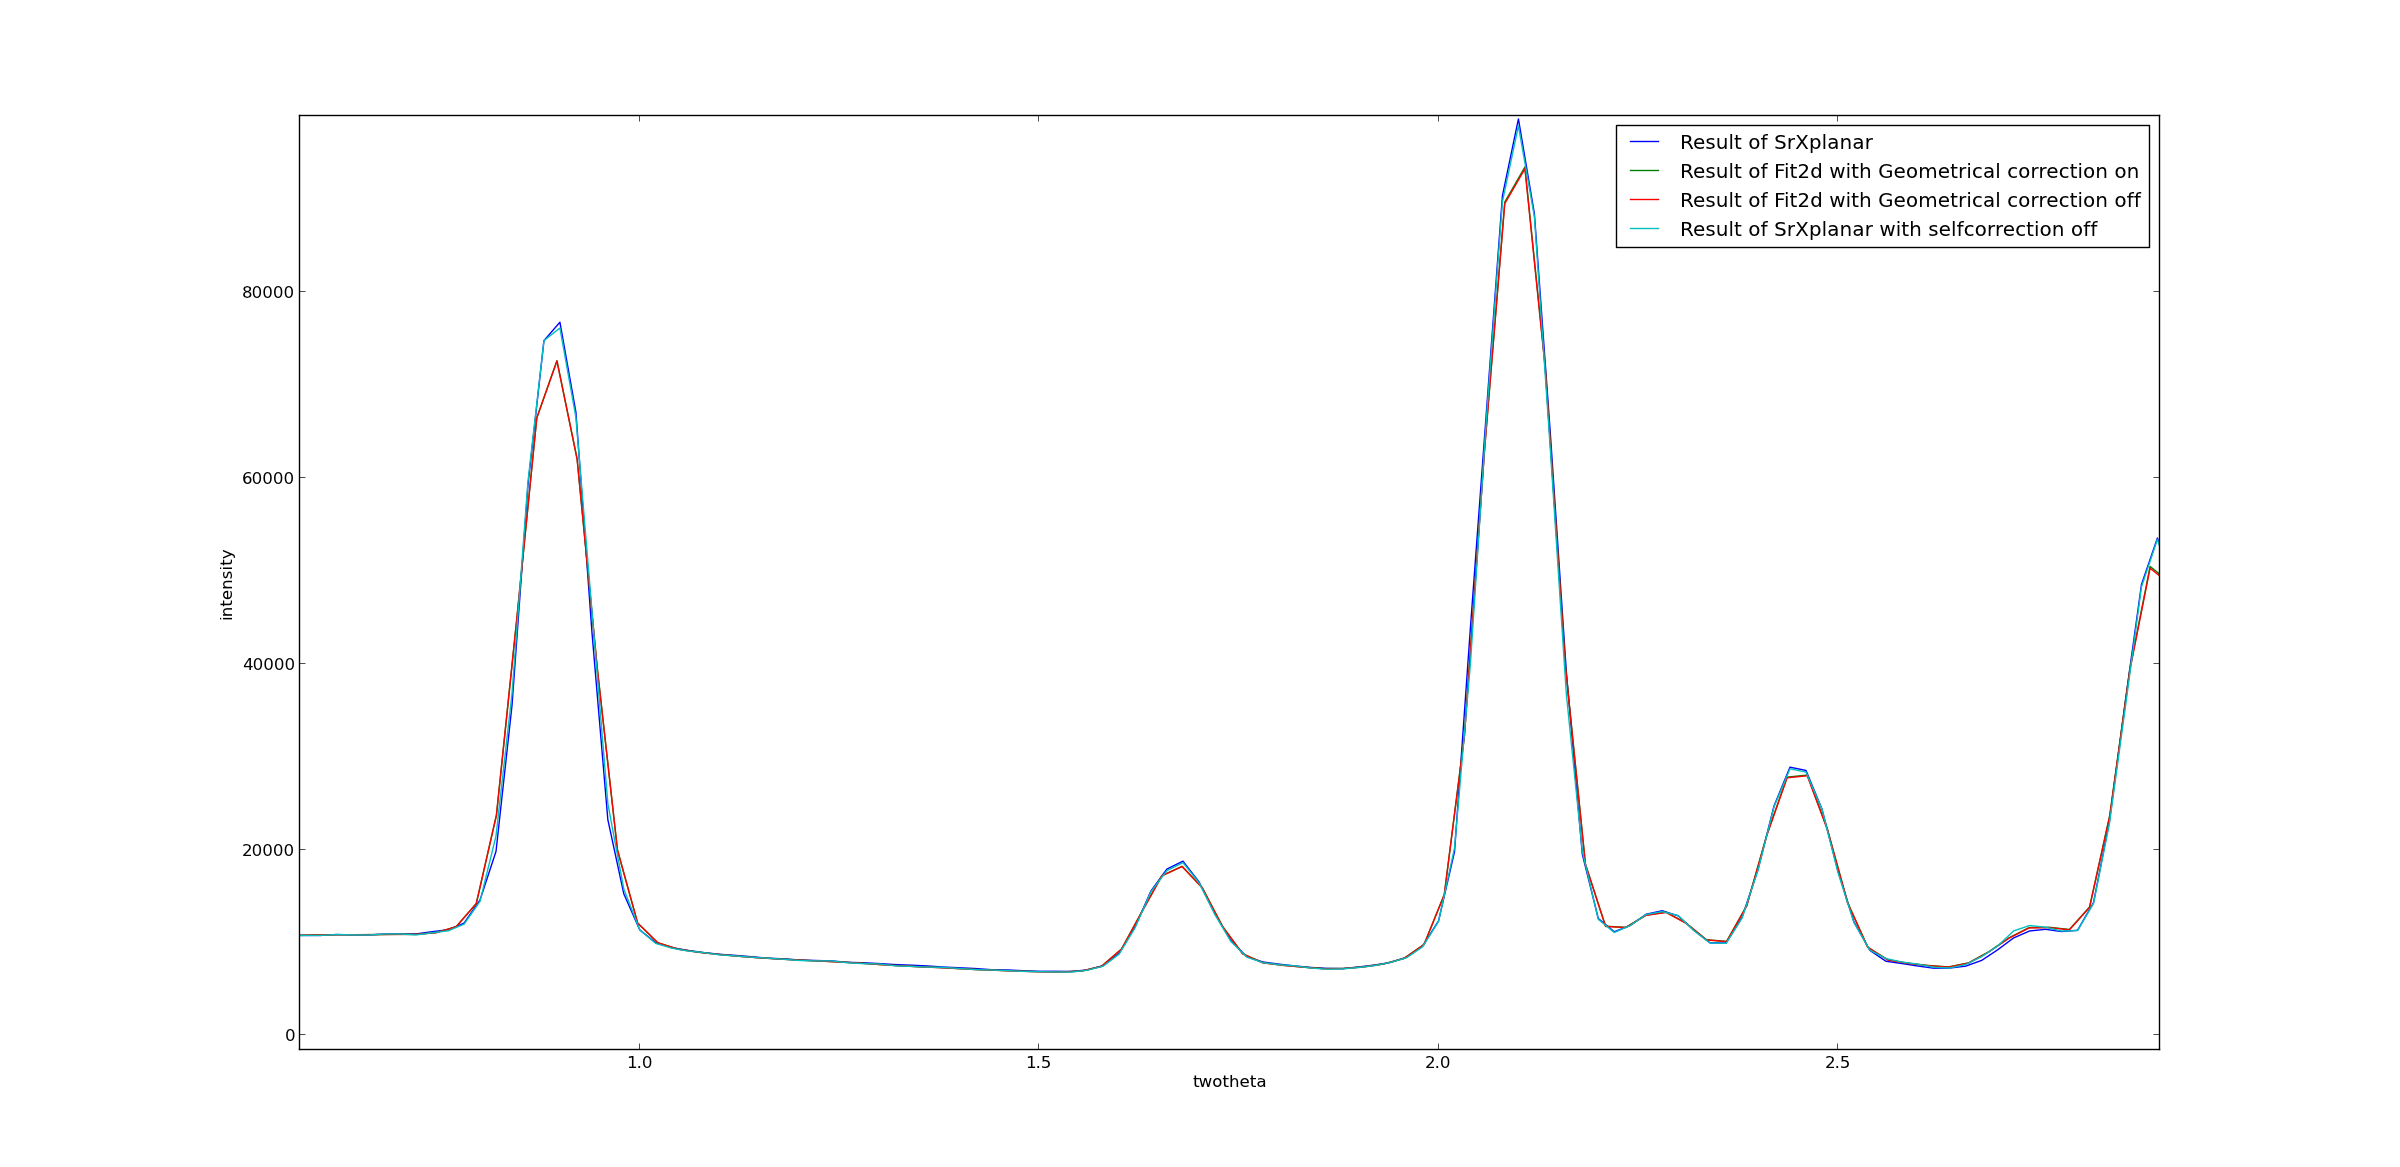 Result of SrXplanar
Result of Fit2d with Geometrical correction on
Result of Fit2d with Geometrical correction off
Result of SrXplanar with selfcorrection off
80000
60000
40000
20000
0
intensity
1.0
1.5
2.0
2.5
twotheta